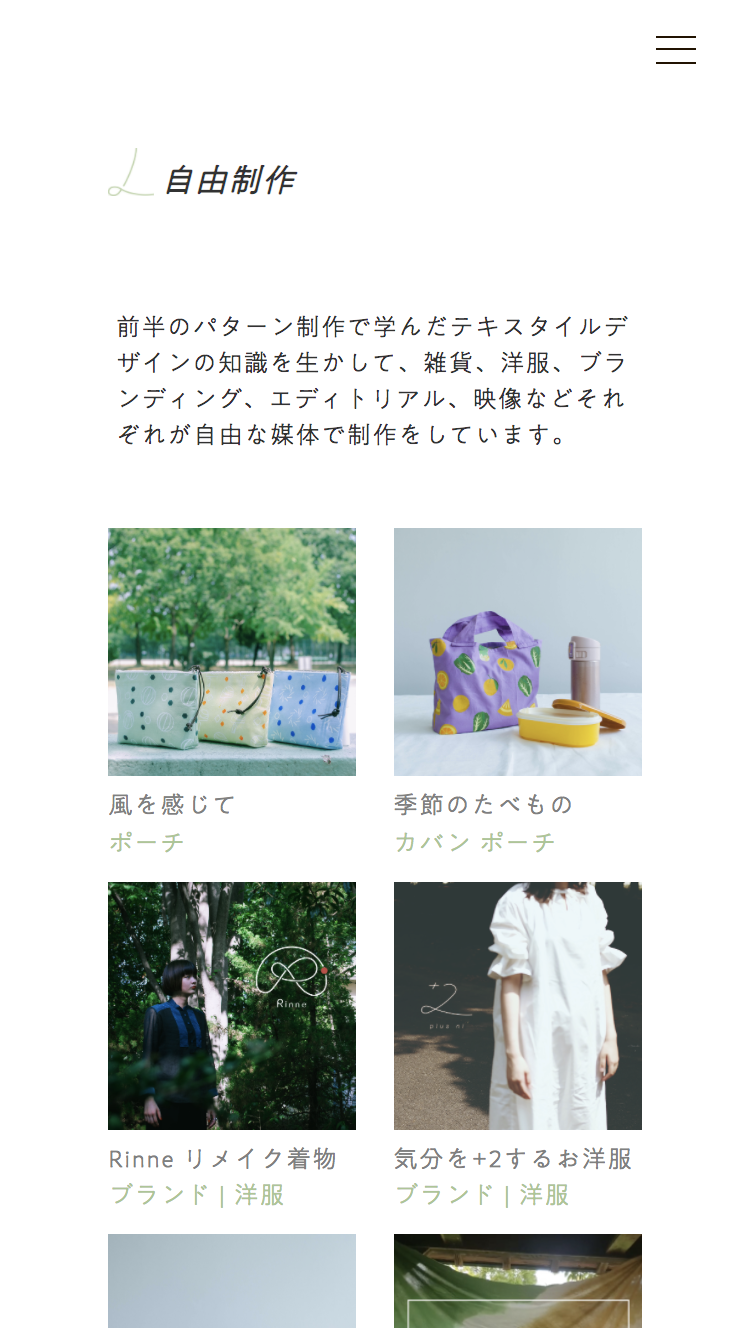 自由制作
前半のパターン制作で学んだテキスタイルデ
ザインの知識を生かして、雑貨、洋服、ブラ
ンディング、エディトリアル、映像などそれ
ぞれが自由な媒体で制作をしています。
風を感じて
ポーチ
季節のたべもの
カバン ポーチ
Rinne
+2
plus ni
Rinne リメイク着物
ブランド | 洋服
気分を+2するお洋服
ブランド | 洋服